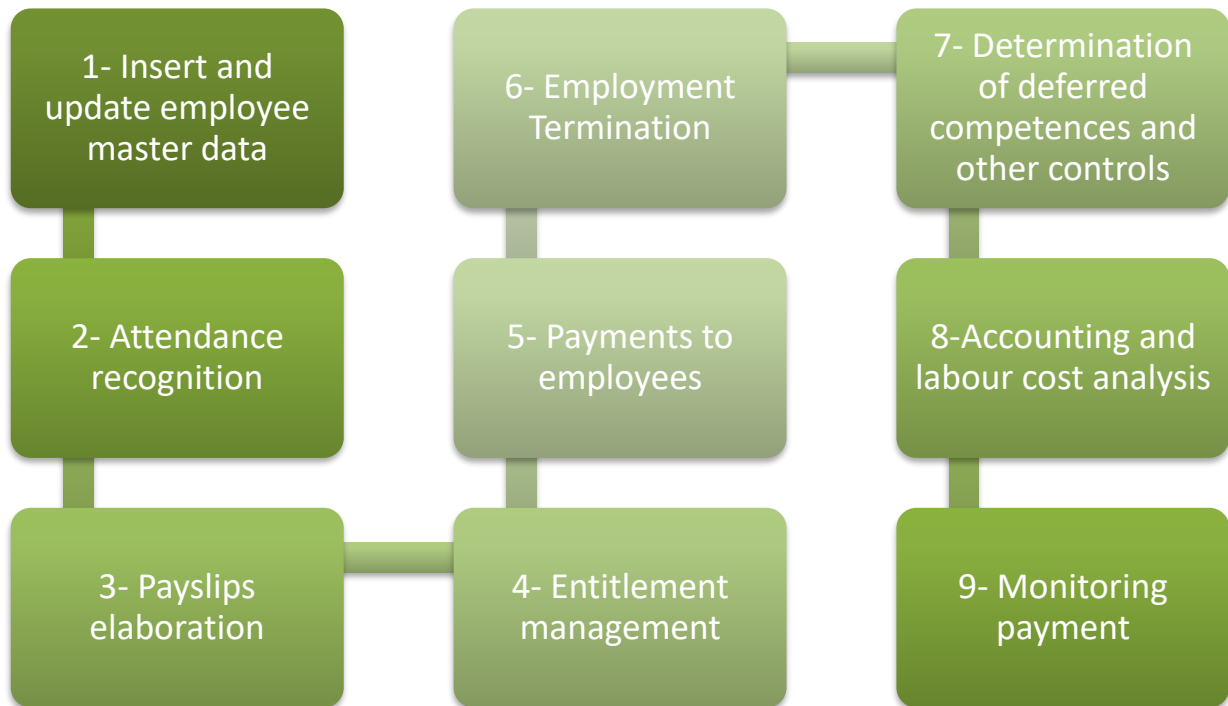 1- Insert and
update employee
master data
2- Attendance
recognition
3- Payslips
elaboration
4- Entitlement
management
5- Payments to
employees
6- Employment
Termination
7- Determination
of deferred
competences and
other controls
8-Accounting and
labour cost analysis
9- Monitoring
payment